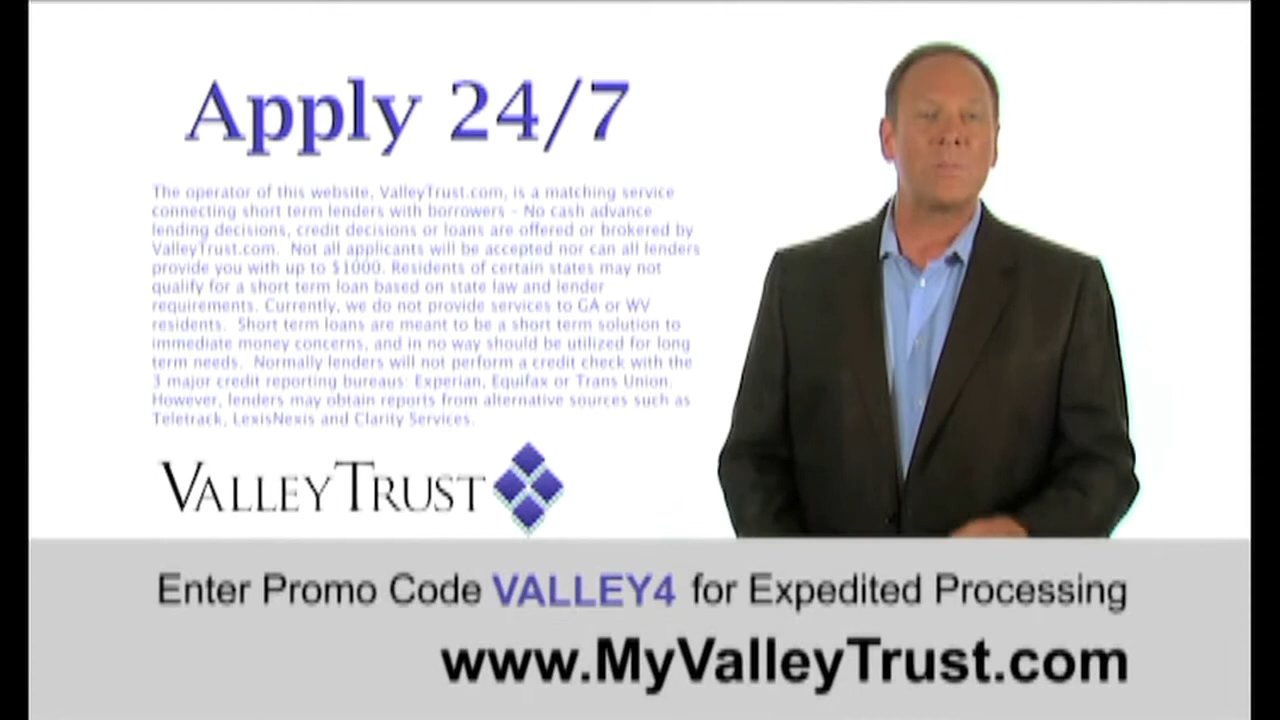 Apply 24/7
The operator of this website, ValleyTrust.com, is a matching service
connecting short term lenders with borrowers - No cash advance
lending decisions, credit decisions or loans are offered or brokered by
ValleyTrust.com. Not all applicants will be accepted nor can all lenders
provide you with up to $1000. Residents of certain states may not
qualify for a short term loan based on state law and lender
requirements. Currently, we do not provide services to GA or WV
residents. Short term loans are meant to be a short term solution to
immediate money concerns, and in no way should be utilized for long
term needs. Normally lenders will not perform a credit check with the
3 major credit reporting bureaus: Experian, Equifax or Trans Union.
However, lenders may obtain reports from alternative sources such as
Teletrack, LexisNexis and Clarity Services.
VALLEYTRUST
Enter Promo Code VALLEY4 for Expedited Processing
www.MyValleyTrust.com